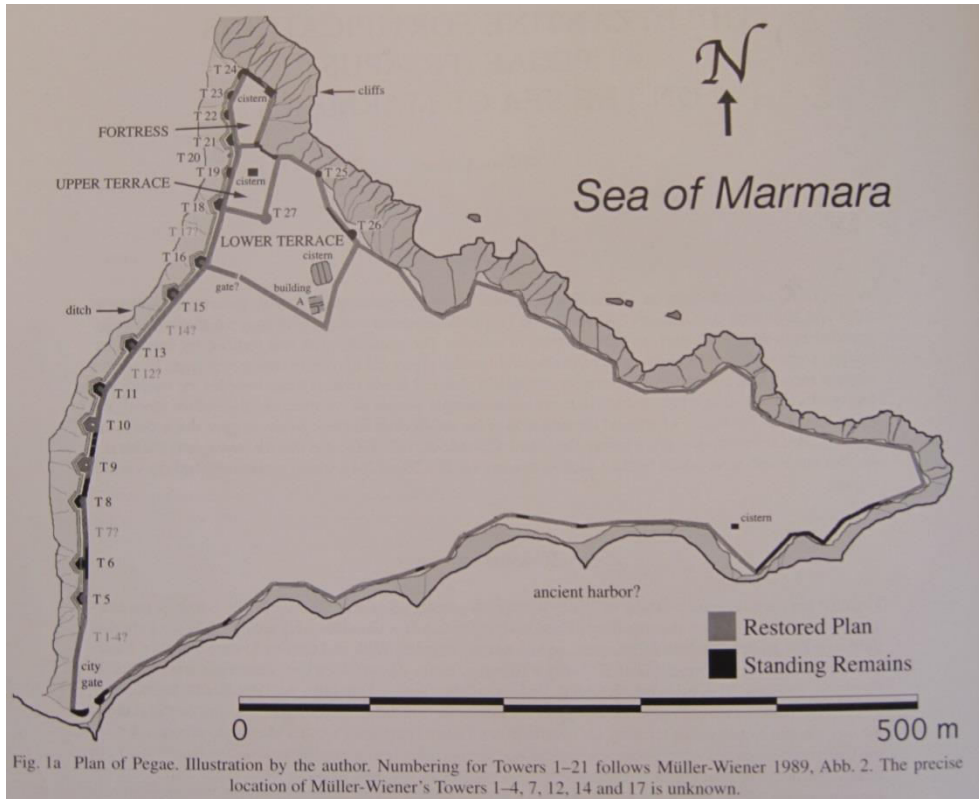 N
T 24
T 23
cistern
cliffs
T 22
FORTRESS
T 21
T 20
T 19
cistern
T 25
UPPER TERRACE
Sea of Marmara
T 18
T 27
T 17?
T 26
LOWER TERRACE
T 16
cistern
gate?
building
A
ditch
T 15
T 14?
T 13
T 12?
T 11
T 10
T 9
T 8
cistern
T 7?
T 6
ancient harbor?
T 5
T 1-4?
Restored Plan
city
gate
Standing Remains
0
500 m
Fig. 1a Plan of Pegae. Illustration by the author. Numbering for Towers 1–21 follows Müller-Wiener 1989, Abb. 2. The precise
location of Müller-Wiener's Towers 1–4, 7, 12, 14 and 17 is unknown.